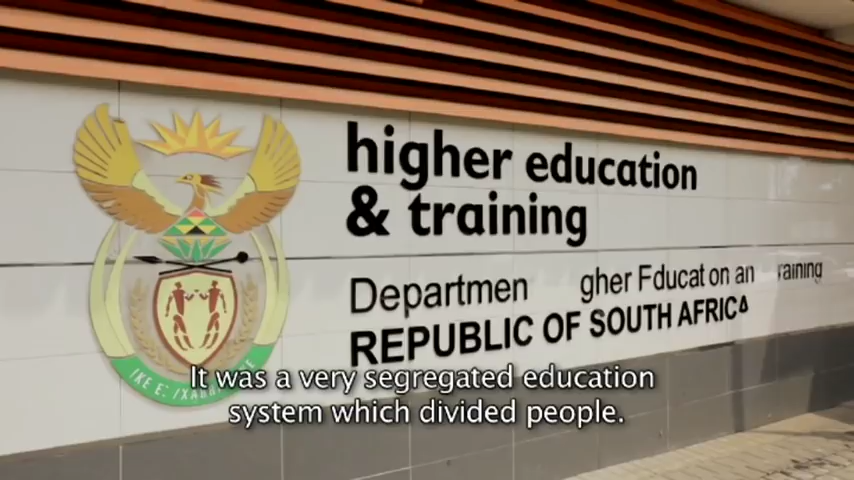 higher education
& training
Departmen gher Educat on an raining
REPUBLIC OF SOUTH AFRICA
It was a very segregated education
system which divided people.